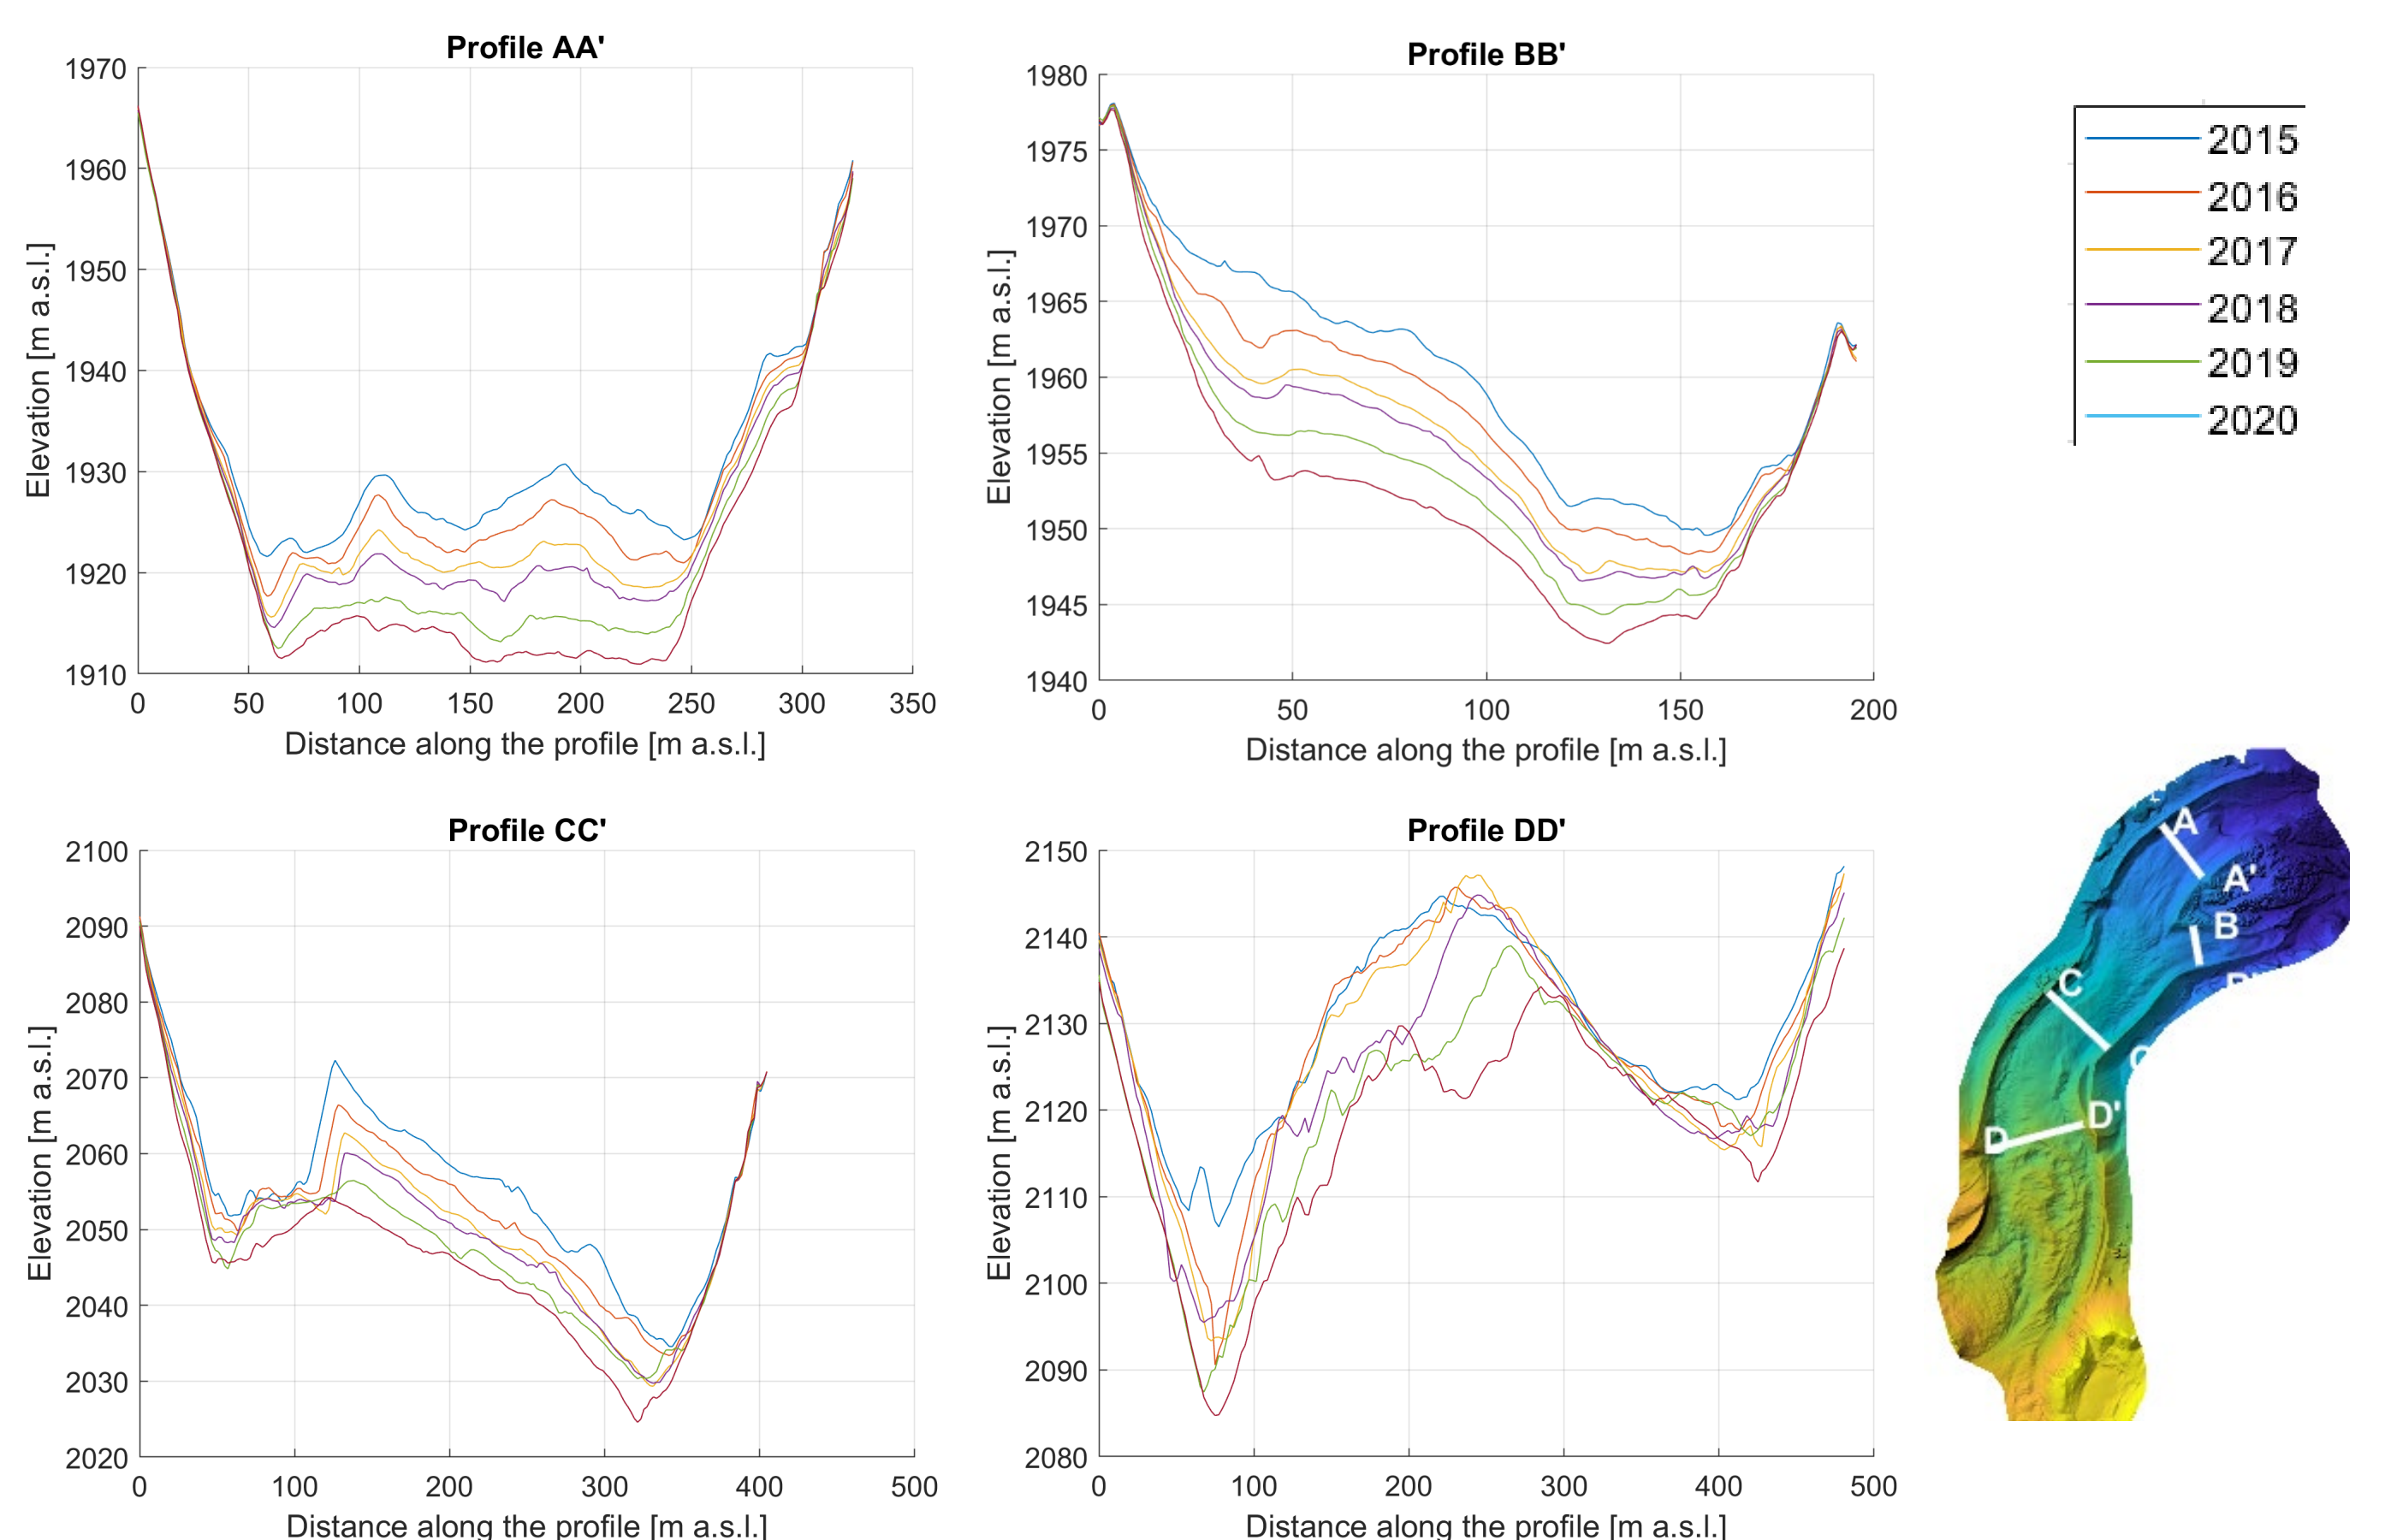 Profile AA'
1970
1960
1950
1940
1930
1920
1910
Elevation [m a.s.l.]
0 50 100 150 200 250 300 350
Distance along the profile [m a.s.l.]
Profile BB'
1980
1975
1970
1965
1960
1955
1950
1945
1940
Elevation [m a.s.l.]
0 50 100 150 200
Distance along the profile [m a.s.l.]
2015
2016
2017
2018
2019
2020
Profile CC'
2100
2090
2080
2070
2060
2050
2040
2030
2020
Elevation [m a.s.l.]
0 100 200 300 400 500
Distance along the profile [m a.s.l.]
Profile DD'
2150
2140
2130
2120
2110
2100
2090
2080
Elevation [m a.s.l.]
0 100 200 300 400 500
Distance along the profile [m a.s.l.]
A
A'
B
C
D'
D